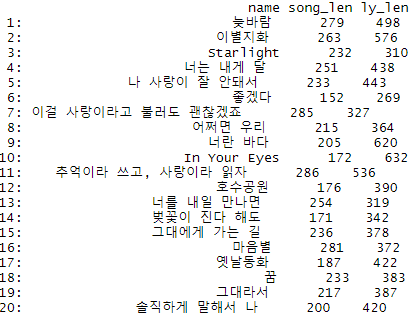 name song_len ly_len
1: 늦바람 279 498
2: 이별지화 263 576
3: Starlight 232 310
4: 너는 내게 달 251 438
5: 나 사랑이 잘 안돼서 233 443
6: 좋겠다 152 269
7: 이걸 사랑이라고 불러도 괜찮겠죠 285 327
8: 어쩌면 우리 215 364
9: 너란 바다 205 620
10: In Your Eyes 172 632
11: 추억이라 쓰고, 사랑이라 읽자 286 536
12: 호수공원 176 390
13: 너를 내일 만나면 254 319
14: 벚꽃이 진다 해도 171 342
15: 그대에게 가는 길 236 378
16: 마음별 281 372
17: 옛날동화 187 422
18: 꿈 233 383
19: 그대라서 217 387
20: 솔직하게 말해서 나 200 420